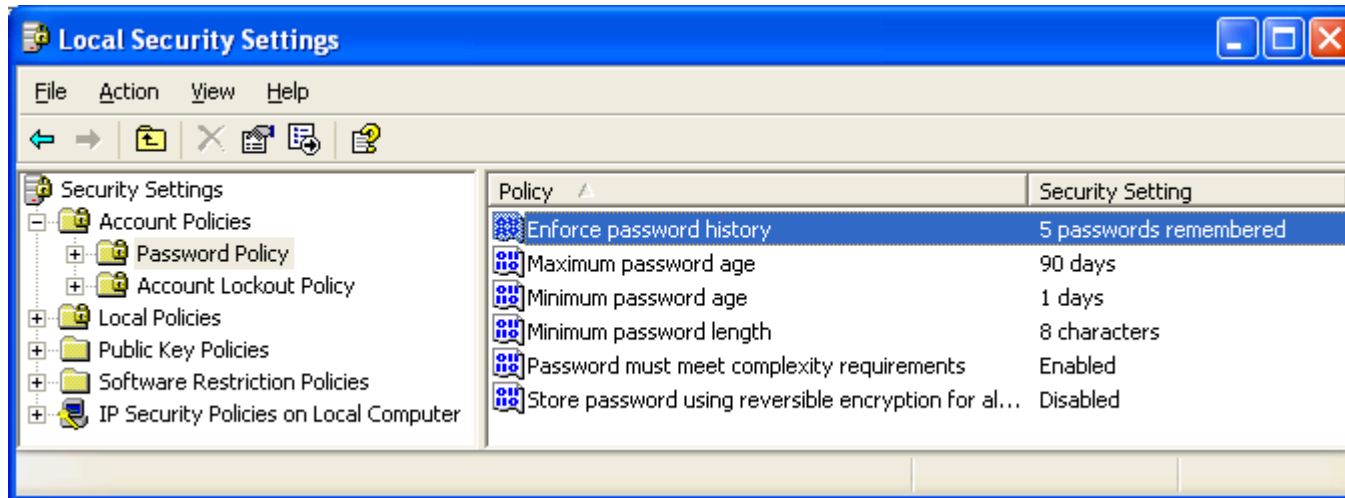 Local Security Settings
File Action View Help
Security Settings
Account Policies
Password Policy
Account Lockout Policy
Local Policies
Public Key Policies
Software Restriction Policies
IP Security Policies on Local Computer
Policy Security Setting
Enforce password history 5 passwords remembered
Maximum password age 90 days
Minimum password age 1 days
Minimum password length 8 characters
Password must meet complexity requirements Enabled
Store password using reversible encryption for al... Disabled